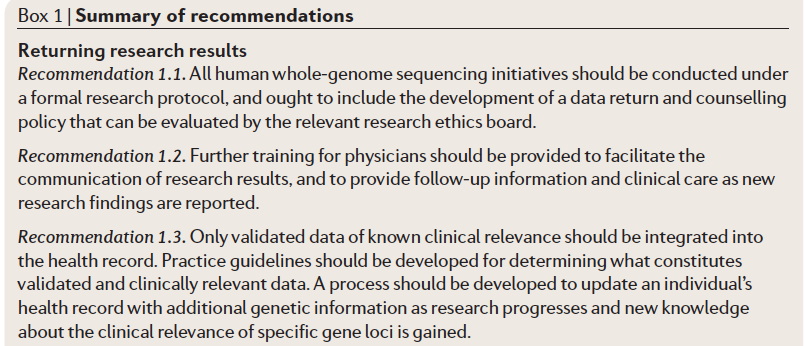 Box 1 | Summary of recommendations
Returning research results
Recommendation 1.1. All human whole-genome sequencing initiatives should be conducted under
a formal research protocol, and ought to include the development of a data return and counselling
policy that can be evaluated by the relevant research ethics board.
Recommendation 1.2. Further training for physicians should be provided to facilitate the
communication of research results, and to provide follow-up information and clinical care as new
research findings are reported.
Recommendation 1.3. Only validated data of known clinical relevance should be integrated into
the health record. Practice guidelines should be developed for determining what constitutes
validated and clinically relevant data. A process should be developed to update an individual's
health record with additional genetic information as research progresses and new knowledge
about the clinical relevance of specific gene loci is gained.